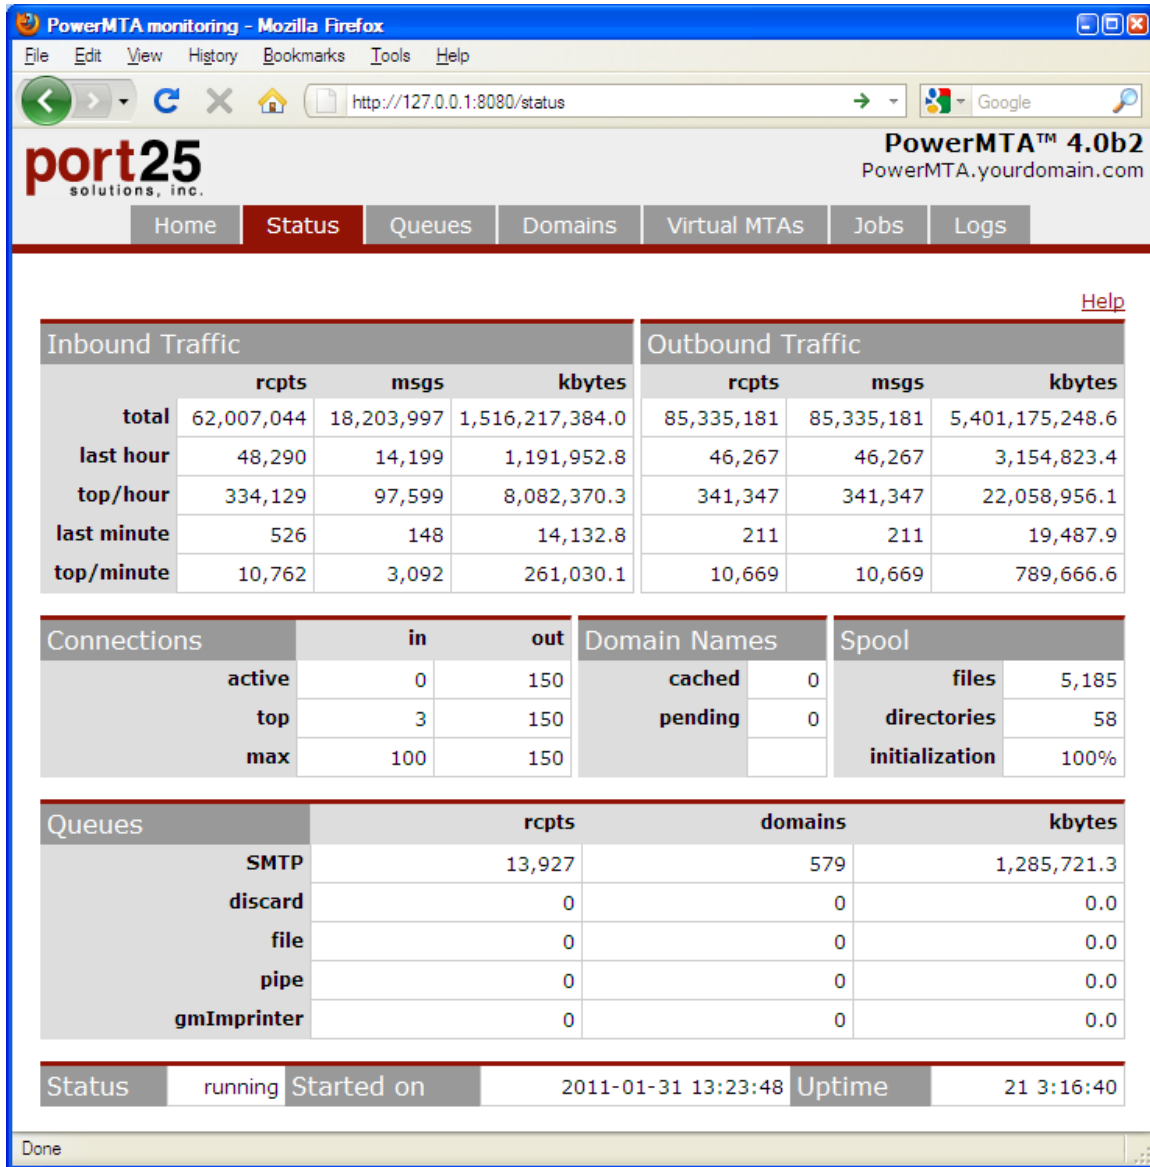 PowerMTA monitoring - Mozilla Firefox
File Edit View History Bookmarks Tools Help
http://127.0.0.1:8080/status Google
port25 solutions, inc.
PowerMTA™ 4.0b2
PowerMTA.yourdomain.com
Home Status Queues Domains Virtual MTAs Jobs Logs
Help
Inbound Traffic Outbound Traffic
rcpts msgs kbytes rcpts msgs kbytes
total 62,007,044 18,203,997 1,516,217,384.0 85,335,181 85,335,181 5,401,175,248.6
last hour 48,290 14,199 1,191,952.8 46,267 46,267 3,154,823.4
top/hour 334,129 97,599 8,082,370.3 341,347 341,347 22,058,956.1
last minute 526 148 14,132.8 211 211 19,487.9
top/minute 10,762 3,092 261,030.1 10,669 10,669 789,666.6
Connections in out Domain Names Spool
active 0 150 cached 0 files 5,185
top 3 150 pending 0 directories 58
max 100 150 initialization 100%
Queues rcpts domains kbytes
SMTP 13,927 579 1,285,721.3
discard 0 0 0.0
file 0 0 0.0
pipe 0 0 0.0
gmImprinter 0 0 0.0
Status running Started on 2011-01-31 13:23:48 Uptime 21 3:16:40
Done